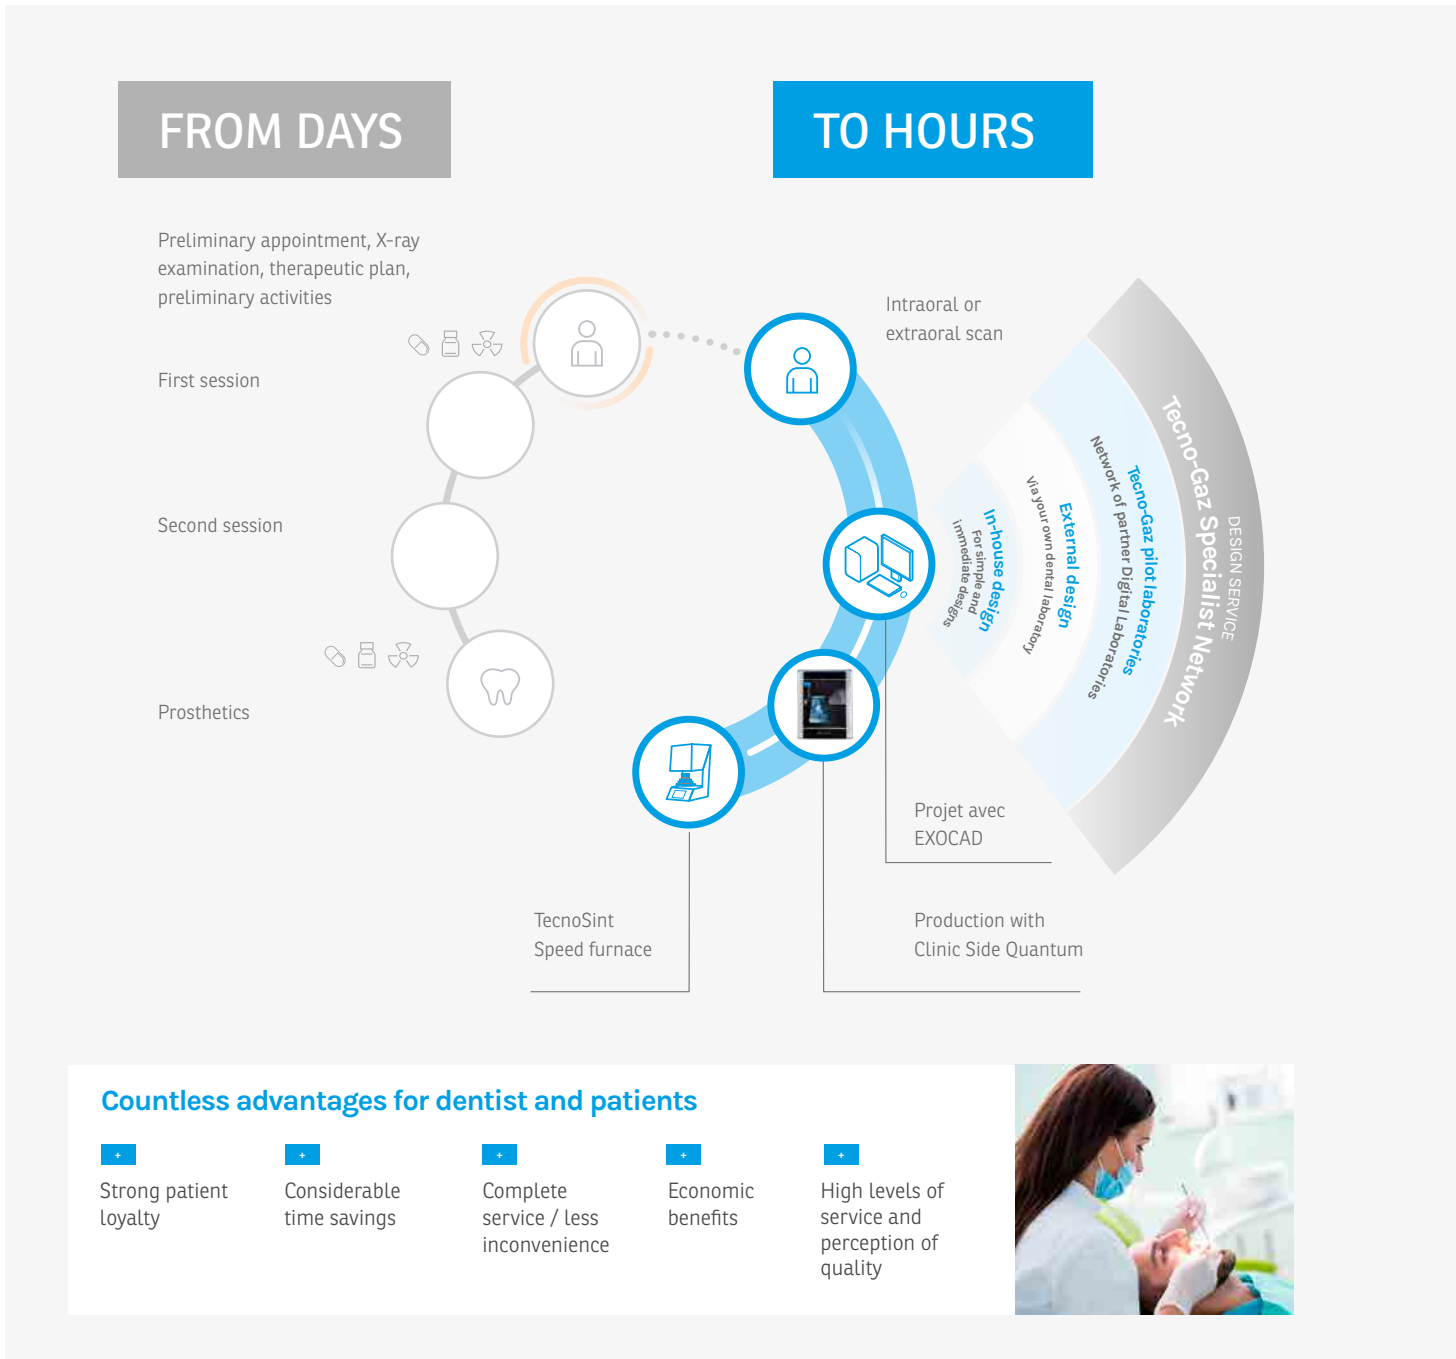 FROM DAYS
TO HOURS
Preliminary appointment, X-ray
examination, therapeutic plan,
preliminary activities
First session
Second session
Prosthetics
Intraoral or
extraoral scan
In-house design
For simple and
immediate designs
External design
Via your own dental laboratory
Tecno-Gaz pilot laboratories
Network of partner Digital Laboratories
DESIGN SERVICE
Tecno-Gaz Specialist Network
Projet avec
EXOCAD
Production with
Clinic Side Quantum
TecnoSint
Speed furnace
Countless advantages for dentist and patients
+
Strong patient
loyalty
+
Considerable
time savings
+
Complete
service / less
inconvenience
+
Economic
benefits
+
High levels of
service and
perception of
quality